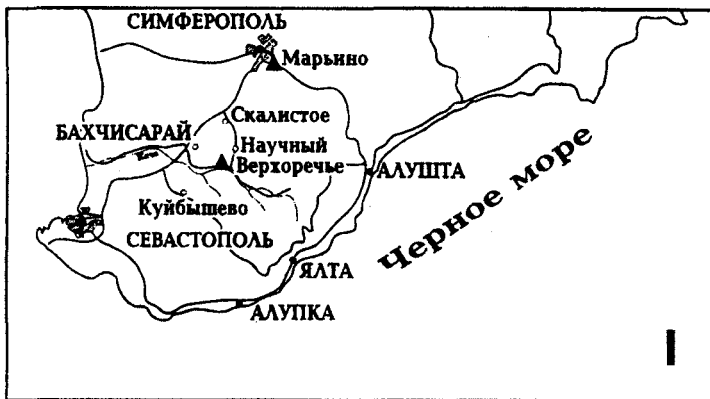 СИМФЕРОПОЛЬ
Марьино
Скалистое
БАХЧИСАРАЙ
Научный
Верхоречье
АЛУШТА
Куйбышево
СЕВАСТОПОЛЬ
ЯЛТА
АЛУПКА
Черное море
I